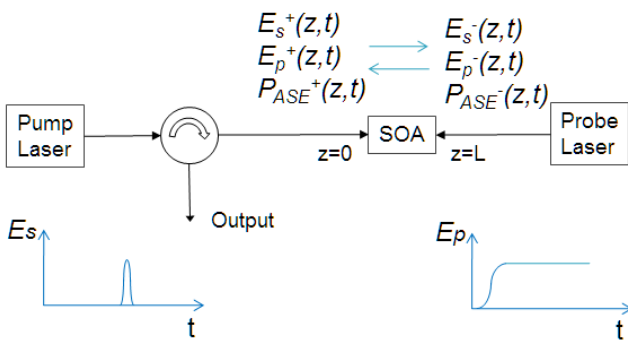 Es+(z,t)
Ep+(z,t)
PASE+(z,t)
Es-(z,t)
Ep-(z,t)
PASE-(z,t)
Pump
Laser
SOA
Probe
Laser
z=0
z=L
Output
Es
t
Ep
t